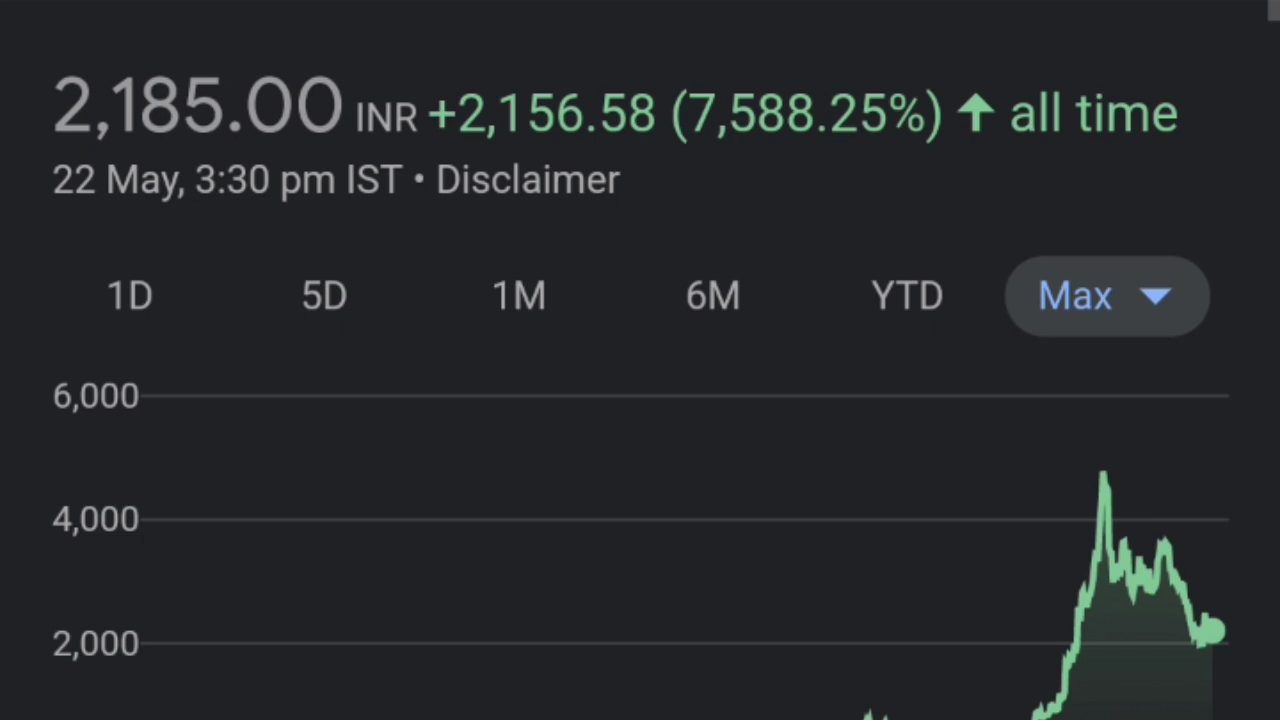 2,185.00 INR +2,156.58 (7,588.25%) ↑ all time
22 May, 3:30 pm IST • Disclaimer
1D 5D 1M 6M YTD Max
6,000
4,000
2,000